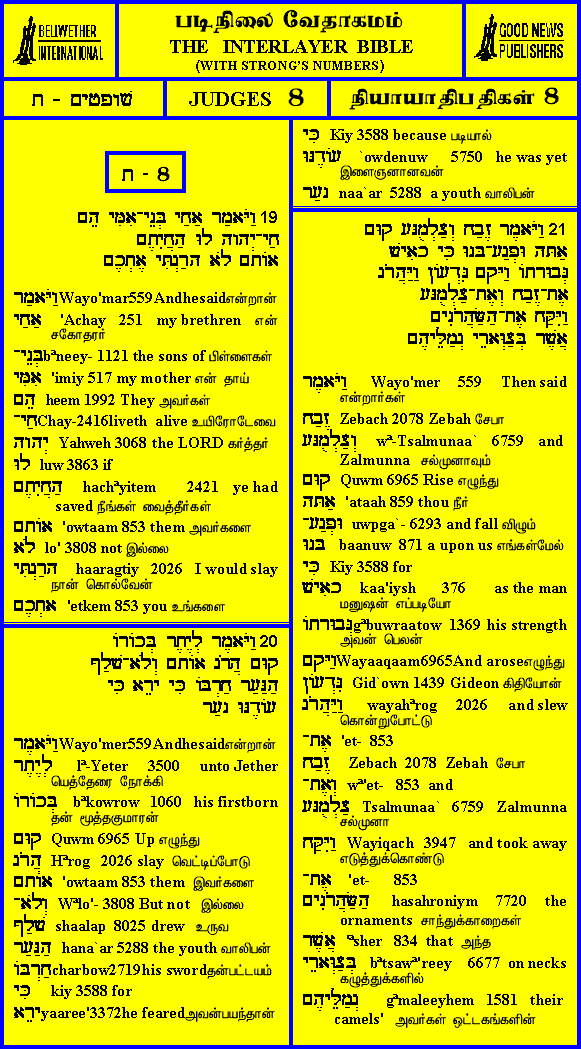 BELLWETHER
INTERNATIONAL
படிநிலை வேதாகமம்
THE INTERLAYER BIBLE
(WITH STRONG'S NUMBERS)
GOOD NEWS
PUBLISHERS
שׁוֹפְטִים - ח
JUDGES 8
நியாயாதிபதிகள் 8
ח - 8
19 וַיֹּאמַר אַחַי בְּנֵי־אִמִּי הֵם
חַי־יְהוָה לוּ הַחֲיִתֶם
אוֹתָם לֹא הָרַגְתִּי אֶתְכֶם
וַיֹּאמַר Wayo'mar559Andhesaidஎன்றான்
אַחַי 'Achay 251 my brethren என்
சகோதரர்
בְּנֵי־ bªneey- 1121 the sons of பிள்ளைகள்
אִמִּי 'imiy 517 my mother என் தாய்
הֵם heem 1992 They அவர்கள்
חַי־ Chay-2416liveth alive உயிரோடேவை
יְהוָה Yahweh 3068 the LORD கர்த்தர்
לוּ luw 3863 if
הַחֲיִתֶם hachªyitem 2421 ye had
saved நீங்கள் வைத்தீர்கள்
אוֹתָם 'owtaam 853 them அவர்களை
לֹא lo' 3808 not இல்லை
הָרַגְתִּי haaragtiy 2026 I would slay
நான் கொல்வேன்
אֶתְכֶם 'etkem 853 you உங்களை
20 וַיֹּאמֶר לְיֶתֶר בְּכוֹרוֹ
קוּם הֲרֹג אוֹתָם וְלֹא־שָׁלַף
הַנַּעַר חַרְבּוֹ כִּי יָרֵא כִּי
עוֹדֶנּוּ נָעַר
וַיֹּאמֶר Wayo'mer559Andhesaidஎன்றான்
לְיֶתֶר lª-Yeter 3500 unto Jether
யெத்தேரை நோக்கி
בְּכוֹרוֹ bªkowrow 1060 his firstborn
தன் மூத்தகுமாரன்
קוּם Quwm 6965 Up எழுந்து
הֲרֹג Hªrog 2026 slay வெட்டிப்போடு
אוֹתָם 'owtaam 853 them இவர்களை
וְלֹא־ Wªlo'- 3808 But not இல்லை
שָׁלַף shaalap 8025 drew உருவ
הַנַּעַר hana`ar 5288 the youth வாலிபன்
חַרְבּוֹ charbow2719his swordதன்பட்டயம்
כִּי kiy 3588 for
יָרֵא yaaree'3372he fearedஅவன்பயந்தான்
כִּי Kiy 3588 because படியால்
עוֹדֶנּוּ `owdenuw 5750 he was yet
இளைஞனானவன்
נָעַר naa`ar 5288 a youth வாலிபன்
21 וַיֹּאמֶר זֶבַח וְצַלְמֻנָּע קוּם
אַתָּה וּפְגַע־בָּנוּ כִּי כָאִישׁ
גְּבוּרָתוֹ וַיָּקָם גִּדְעוֹן וַיַּהֲרֹג
אֶת־זֶבַח וְאֶת־צַלְמֻנָּע
וַיִּקַּח אֶת־הַשַּׂהֲרֹנִים
אֲשֶׁר בְּצַוְּארֵי גְמַלֵּיהֶם
וַיֹּאמֶר Wayo'mer 559 Then said
என்றார்கள்
זֶבַח Zebach 2078 Zebah சேபா
וְצַלְמֻנָּע wª-Tsalmunaa` 6759 and
Zalmunna சல்முனாவும்
קוּם Quwm 6965 Rise எழுந்து
אַתָּה 'ataah 859 thou நீர்
וּפְגַע־ uwpga`- 6293 and fall விழும்
בָּנוּ baanuw 871 a upon us எங்கள்மேல்
כִּי Kiy 3588 for
כָאִישׁ kaa'iysh 376 as the man
மனுஷன் எப்படியோ
גְּבוּרָתוֹ gªbuwraatow 1369 his strength
அவன் பெலன்
וַיָּקָם Wayaaqaam6965And aroseஎழுந்து
גִּדְעוֹן Gid`own 1439 Gideon கிதியோன்
וַיַּהֲרֹג wayahªrog 2026 and slew
கொன்றுபோட்டு
אֶת־ 'et- 853
זֶבַח Zebach 2078 Zebah சேபா
וְאֶת־ wª'et- 853 and
צַלְמֻנָּע Tsalmunaa` 6759 Zalmunna
சல்முனா
וַיִּקַּח Wayiqach 3947 and took away
எடுத்துக்கொண்டு
אֶת־ 'et- 853
הַשַּׂהֲרֹנִים hasahroniym 7720 the
ornaments சாந்துக்காறைகள்
אֲשֶׁר ªsher 834 that அந்த
בְּצַוְּארֵי bªtsaw'reey 6677 on necks
கழுத்துக்களில்
גְמַלֵּיהֶם gªmaleeyhem 1581 their
camels' அவர்கள் ஒட்டகங்களின்